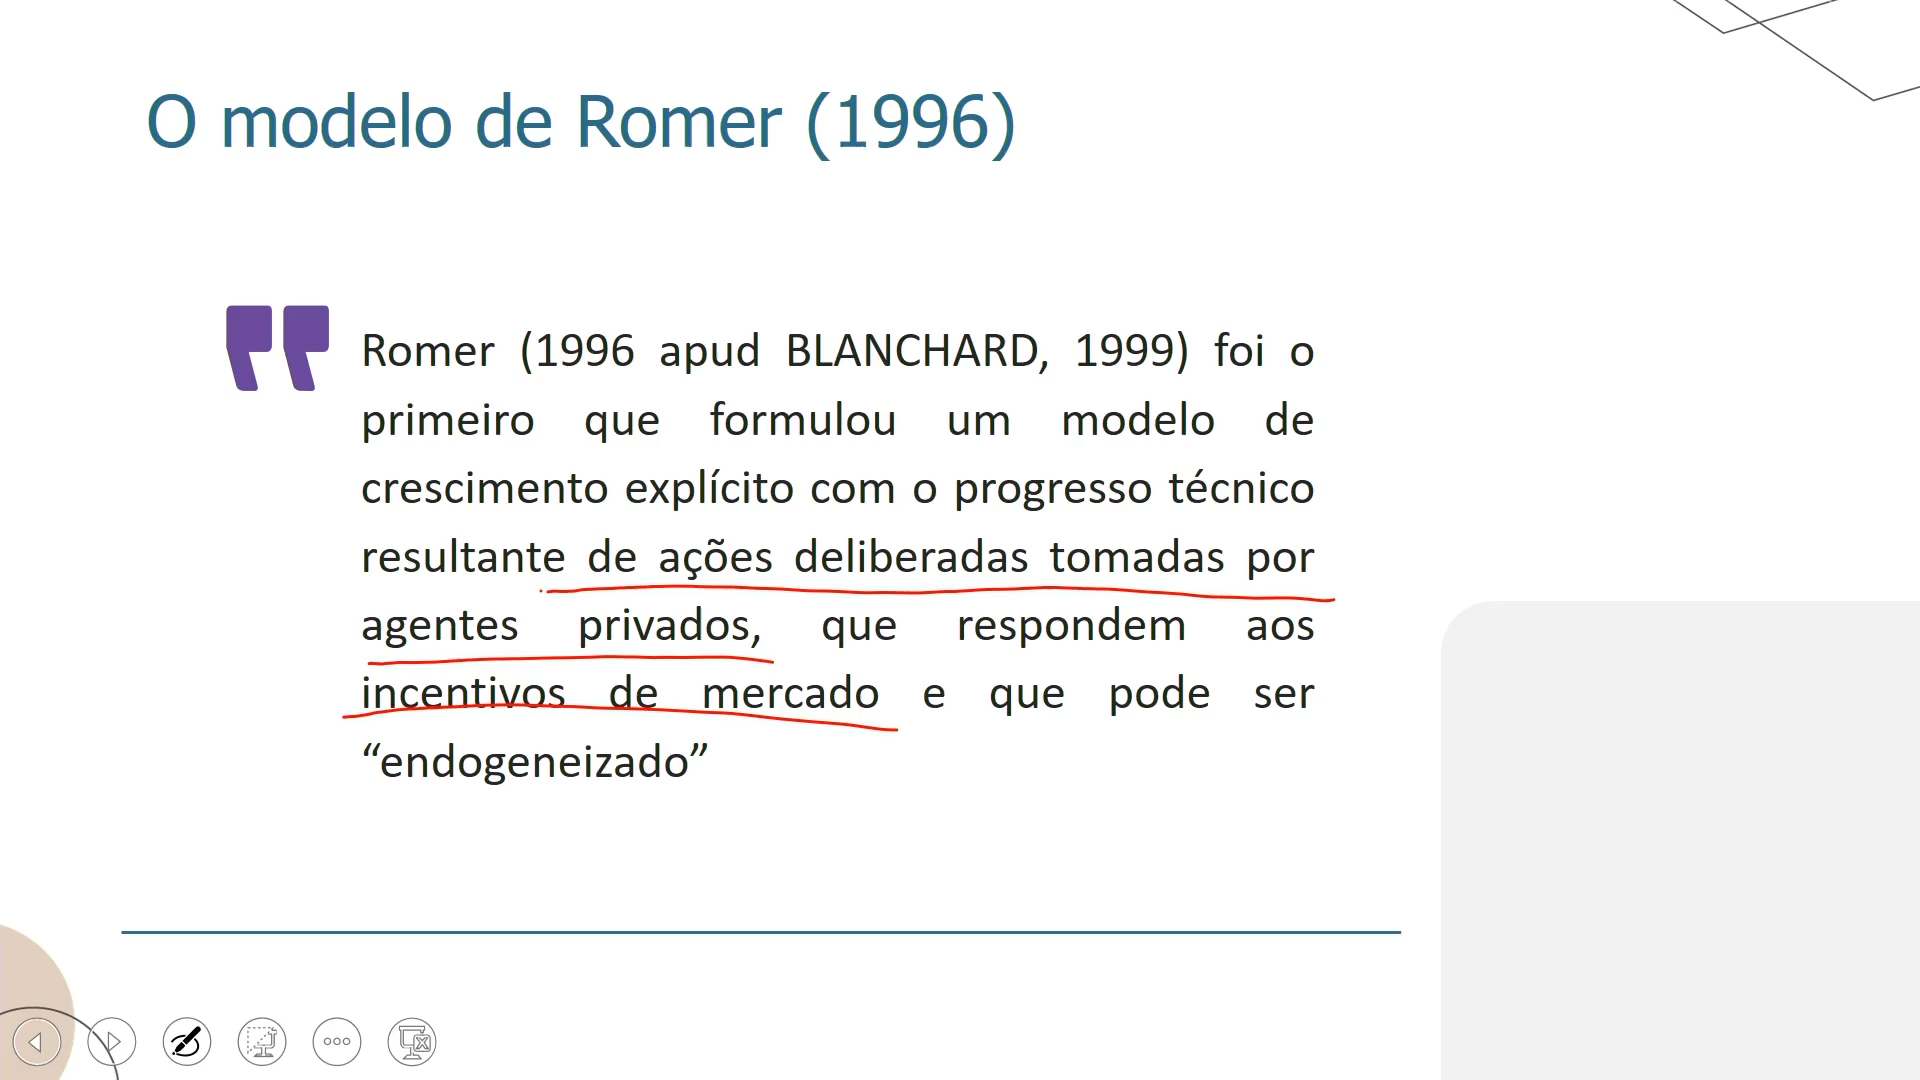 O modelo de Romer (1996)
Romer (1996 apud BLANCHARD, 1999) foi o
primeiro que formulou um modelo de
crescimento explícito com o progresso técnico
resultante de ações deliberadas tomadas por
agentes privados, que respondem aos
incentivos de mercado e que pode ser
“endogeneizado”